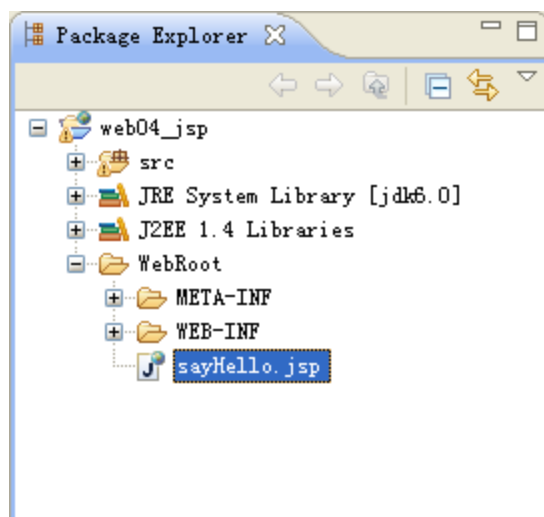 Package Explorer
web04_jsp
src
JRE System Library [jdk6.0]
J2EE 1.4 Libraries
WebRoot
META-INF
WEB-INF
sayHello.jsp